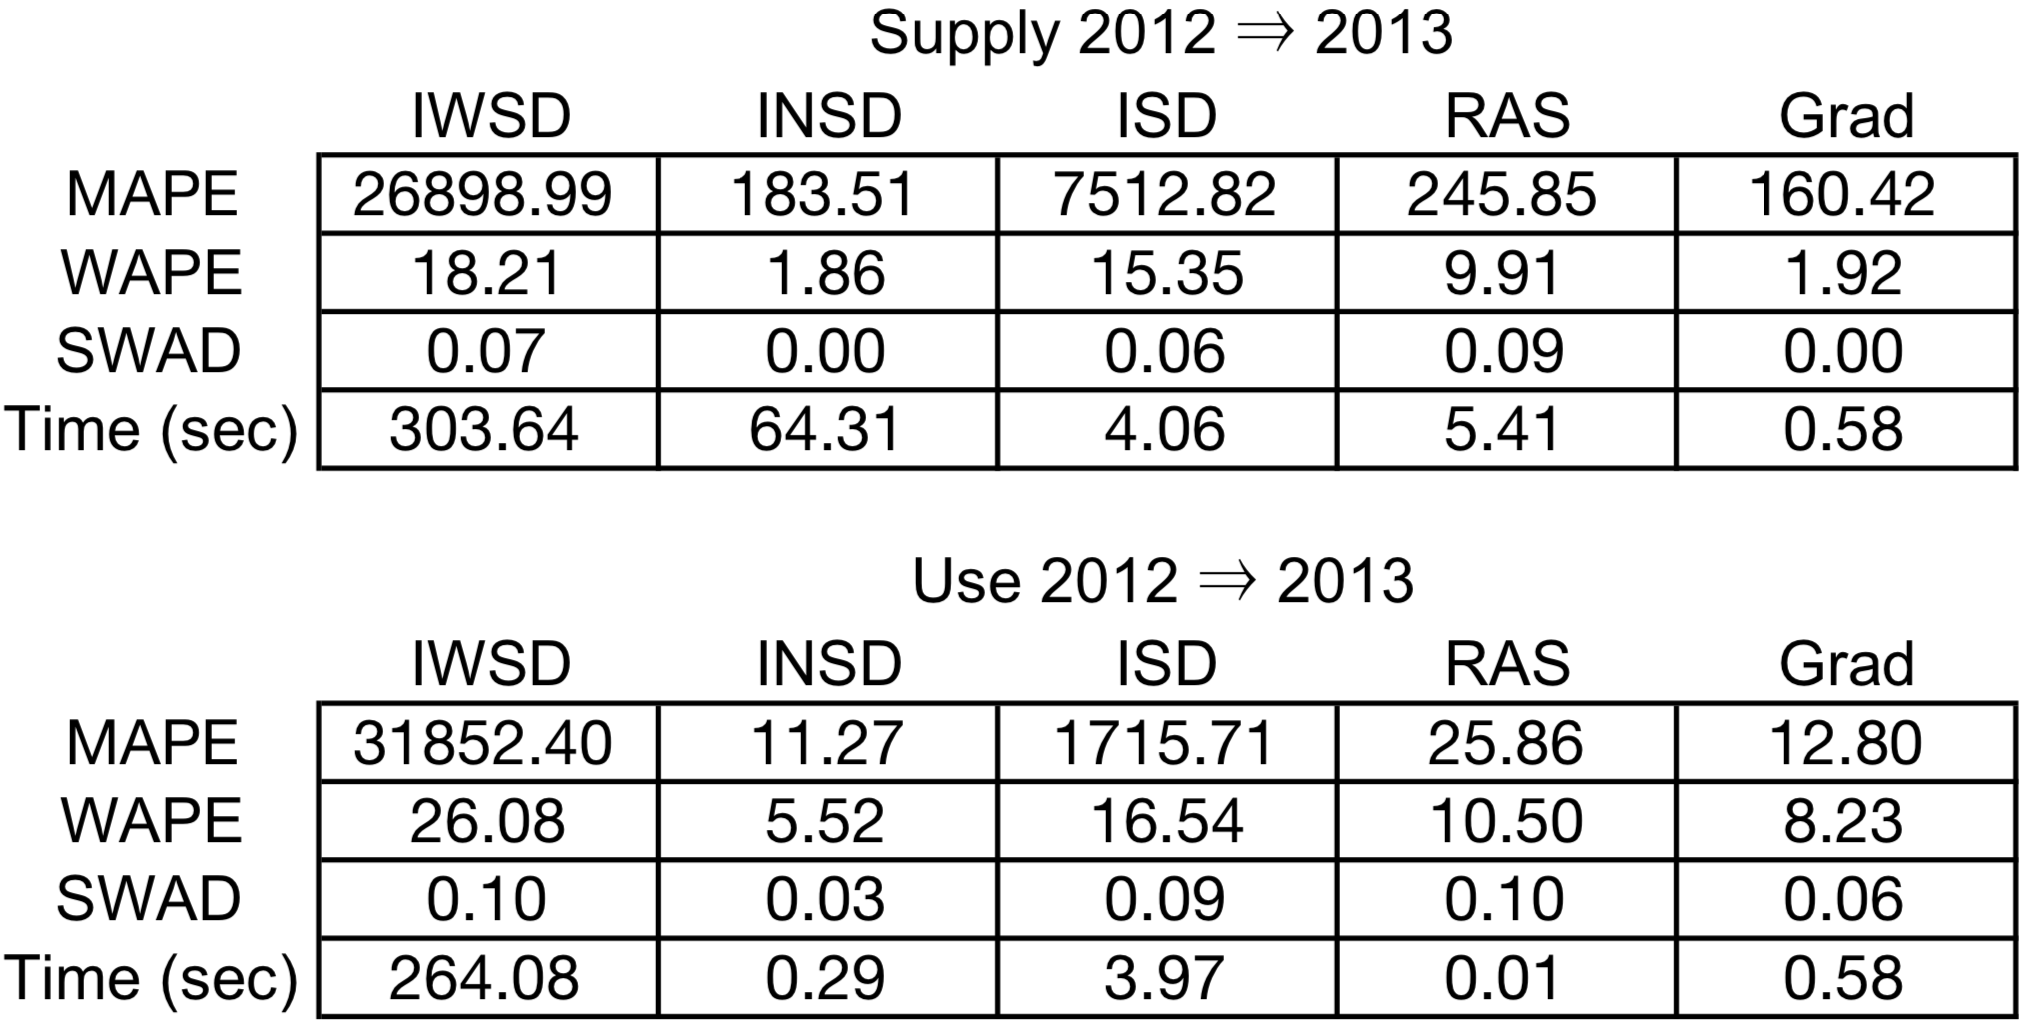 Supply 2012 ⇒ 2013
IWSD INSD ISD RAS Grad
MAPE 26898.99 183.51 7512.82 245.85 160.42
WAPE 18.21 1.86 15.35 9.91 1.92
SWAD 0.07 0.00 0.06 0.09 0.00
Time (sec) 303.64 64.31 4.06 5.41 0.58
Use 2012 ⇒ 2013
IWSD INSD ISD RAS Grad
MAPE 31852.40 11.27 1715.71 25.86 12.80
WAPE 26.08 5.52 16.54 10.50 8.23
SWAD 0.10 0.03 0.09 0.10 0.06
Time (sec) 264.08 0.29 3.97 0.01 0.58